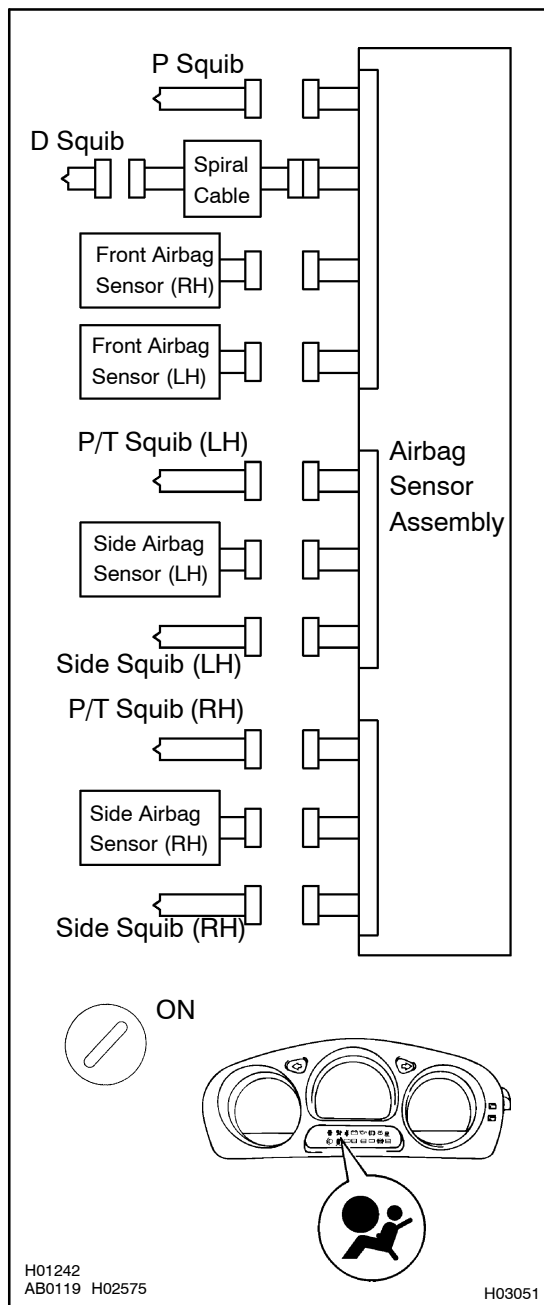 P Squib
D Squib
Spiral
Cable
Front Airbag
Sensor (RH)
Front Airbag
Sensor (LH)
P/T Squib (LH)
Airbag
Sensor
Assembly
Side Airbag
Sensor (LH)
Side Squib (LH)
P/T Squib (RH)
Side Airbag
Sensor (RH)
Side Squib (RH)
ON
H01242
AB0119 H02575
H03051